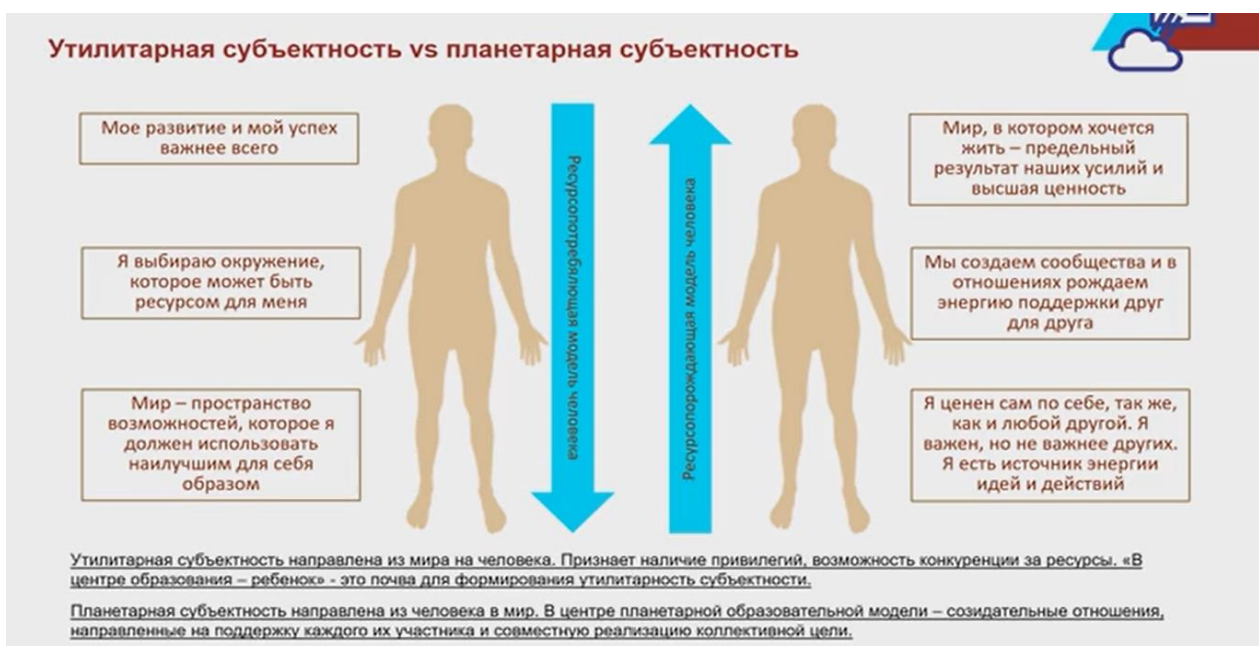 Утилитарная субъектность vs планетарная субъектность
Мое развитие и мой успех
важнее всего
Я выбираю окружение,
которое может быть
ресурсом для меня
Мир – пространство
возможностей, которое я
должен использовать
наилучшим для себя
образом
Ресурсопотребляющая модель человека
Ресурсопорождающая модель человека
Мир, в котором хочется
жить – предельный
результат наших усилий и
высшая ценность
Мы создаем сообщества и в
отношениях рождаем
энергию поддержки друг
для друга
Я ценен сам по себе, так же,
как и любой другой. Я
важен, но не важнее других.
Я есть источник энергии
идей и действий
Утилитарная субъектность направлена из мира на человека. Признает наличие привилегий, возможность конкуренции за ресурсы. «В
центре образования – ребенок» - это почва для формирования утилитарность субъектности.
Планетарная субъектность направлена из человека в мир. В центре планетарной образовательной модели – созидательные отношения,
направленные на поддержку каждого их участника и совместную реализацию коллективной цели.